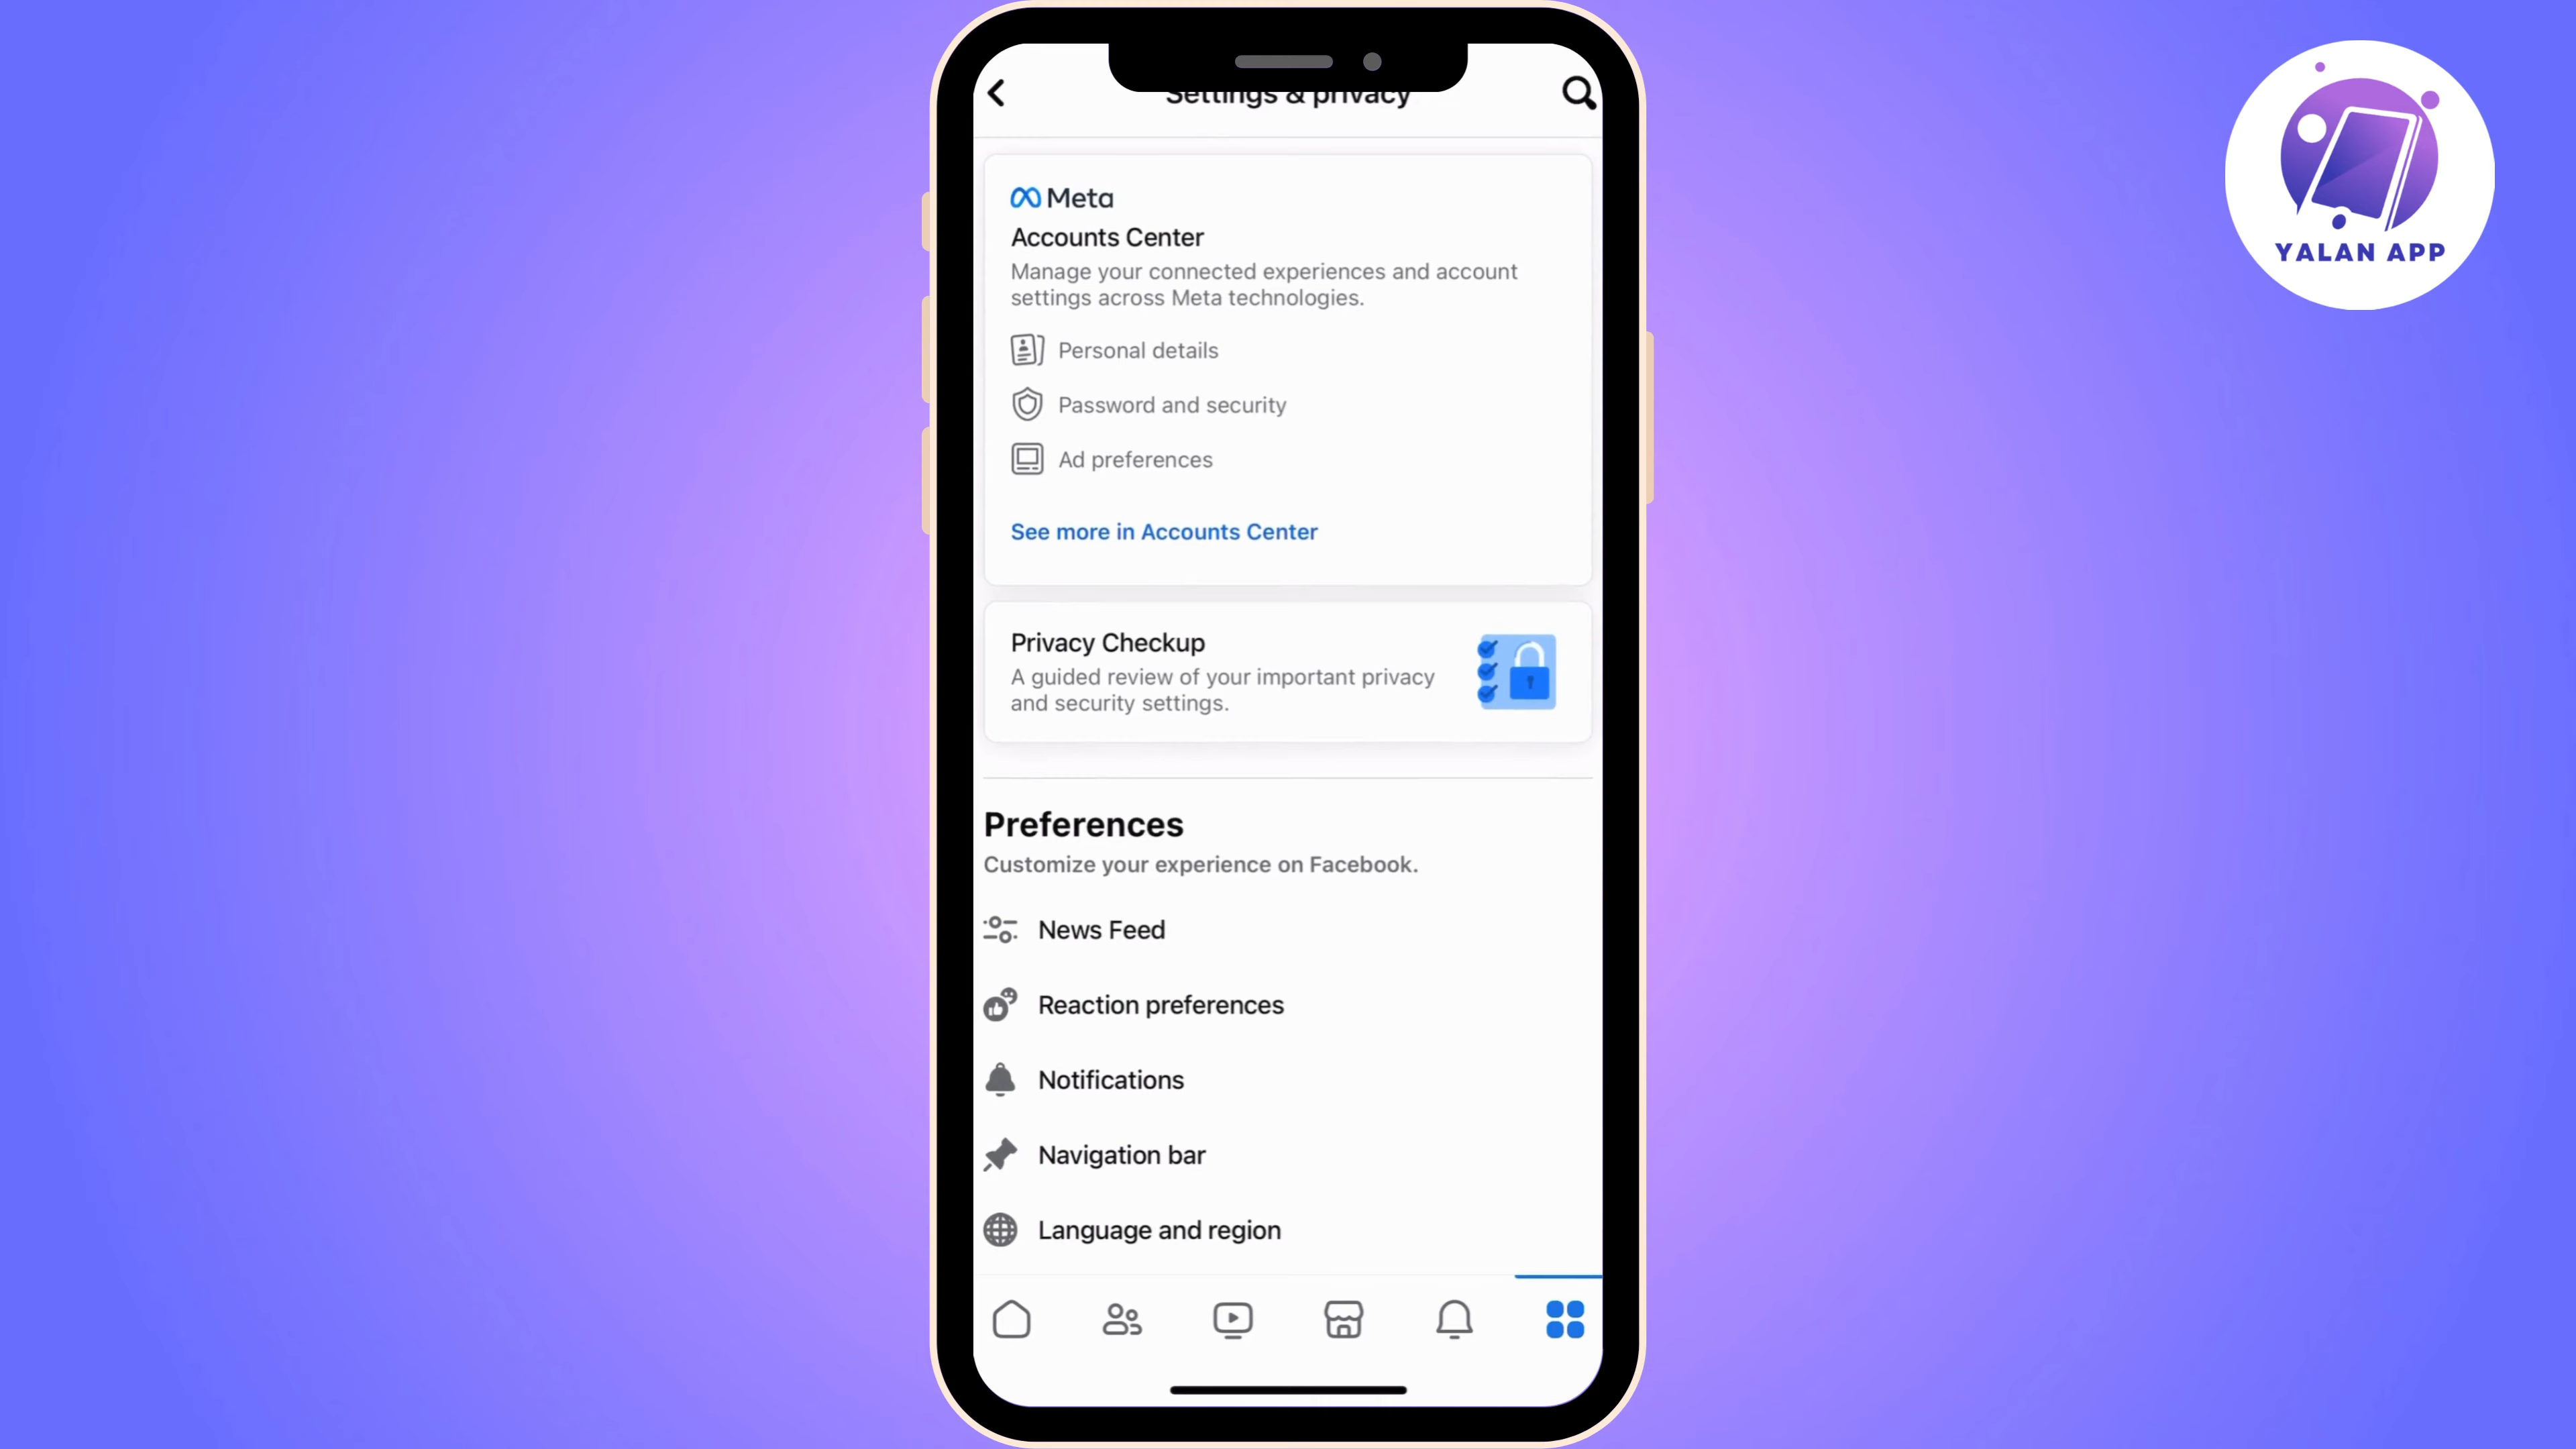 Settings & privacy
Meta
Accounts Center
Manage your connected experiences and account
settings across Meta technologies.
Personal details
Password and security
Ad preferences
See more in Accounts Center
Privacy Checkup
A guided review of your important privacy
and security settings.
Preferences
Customize your experience on Facebook.
News Feed
Reaction preferences
Notifications
Navigation bar
Language and region
YALAN APP